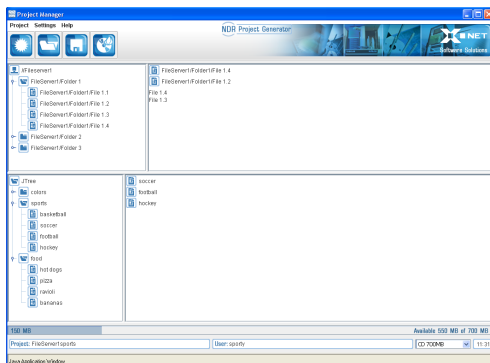 Project Manager
Project Settings Help
NDR Project Generator
NET
Software Solutions
//Fileserver1
FileServer1/Folder 1
FileServer1/Folder1/File 1.1
FileServer1/Folder1/File 1.2
FileServer1/Folder1/File 1.3
FileServer1/Folder1/File 1.4
FileServer1/Folder 2
FileServer1/Folder 3
FileServer1/Folder1/File 1.4
FileServer1/Folder1/File 1.2
File 1.4
File 1.3
JTree
colors
sports
basketball
soccer
football
hockey
food
hot dogs
pizza
ravioli
bananas
soccer
football
hockey
150 MB
Available 550 MB of 700 MB
Project: FileServer1sports
User: sporty
CD 700MB
11:31
Java Application Window